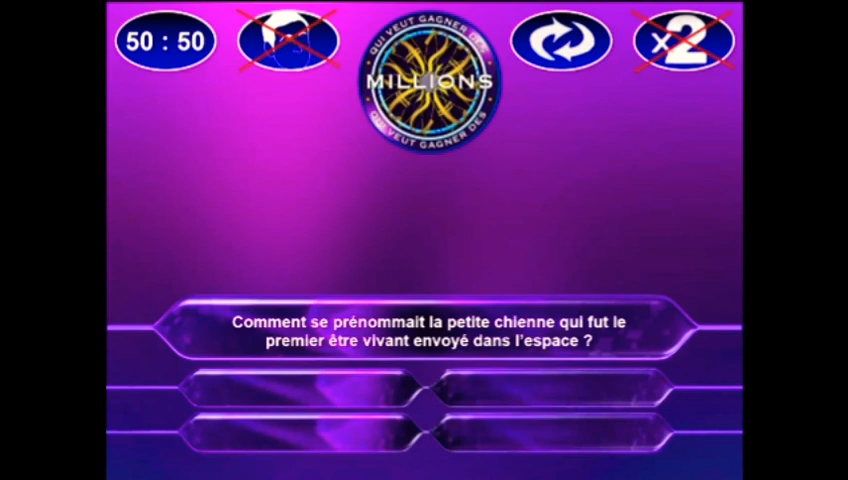 50 : 50
QUI VEUT GAGNER DES
MILLIONS
QUI VEUT GAGNER DES
x2
Comment se prénommait la petite chienne qui fut le
premier être vivant envoyé dans l'espace ?